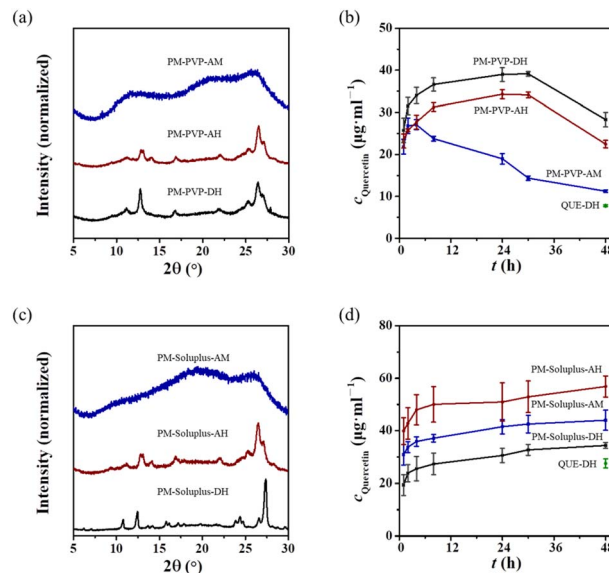 (a)
Intensity (normalized)
PM-PVP-AM
PM-PVP-AH
PM-PVP-DH
5 10 15 20 25 30
2θ (°)
(b)
c Quercetin (μg·ml−1)
50
40
30
20
10
0
PM-PVP-DH
PM-PVP-AH
PM-PVP-AM
QUE-DH
0 12 24 36 48
t (h)
(c)
Intensity (normalized)
PM-Soluplus-AM
PM-Soluplus-AH
PM-Soluplus-DH
5 10 15 20 25 30
2θ (°)
(d)
c Quercetin (μg·ml−1)
80
60
40
20
0
PM-Soluplus-AH
PM-Soluplus-AM
PM-Soluplus-DH
QUE-DH
0 12 24 36 48
t (h)